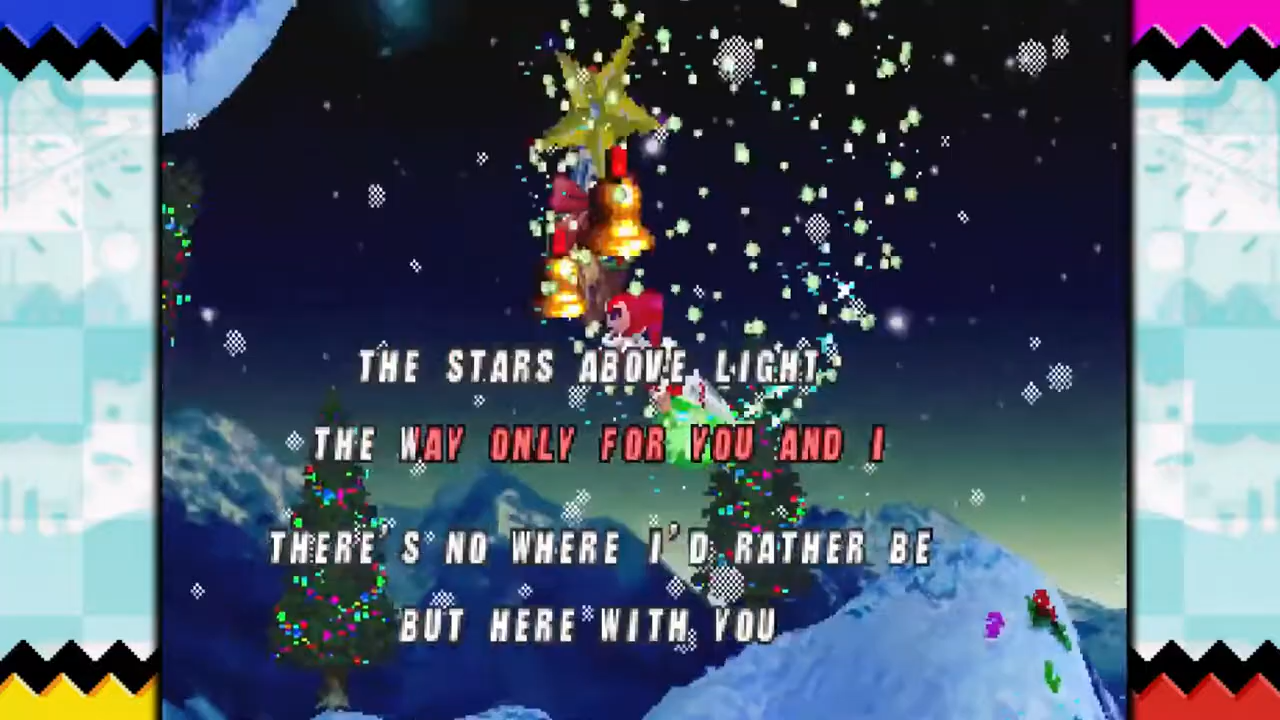 THE STARS ABOVE LIGHT
THE WAY ONLY FOR YOU AND I
THERE'S NO WHERE I'D RATHER BE
BUT HERE WITH YOU